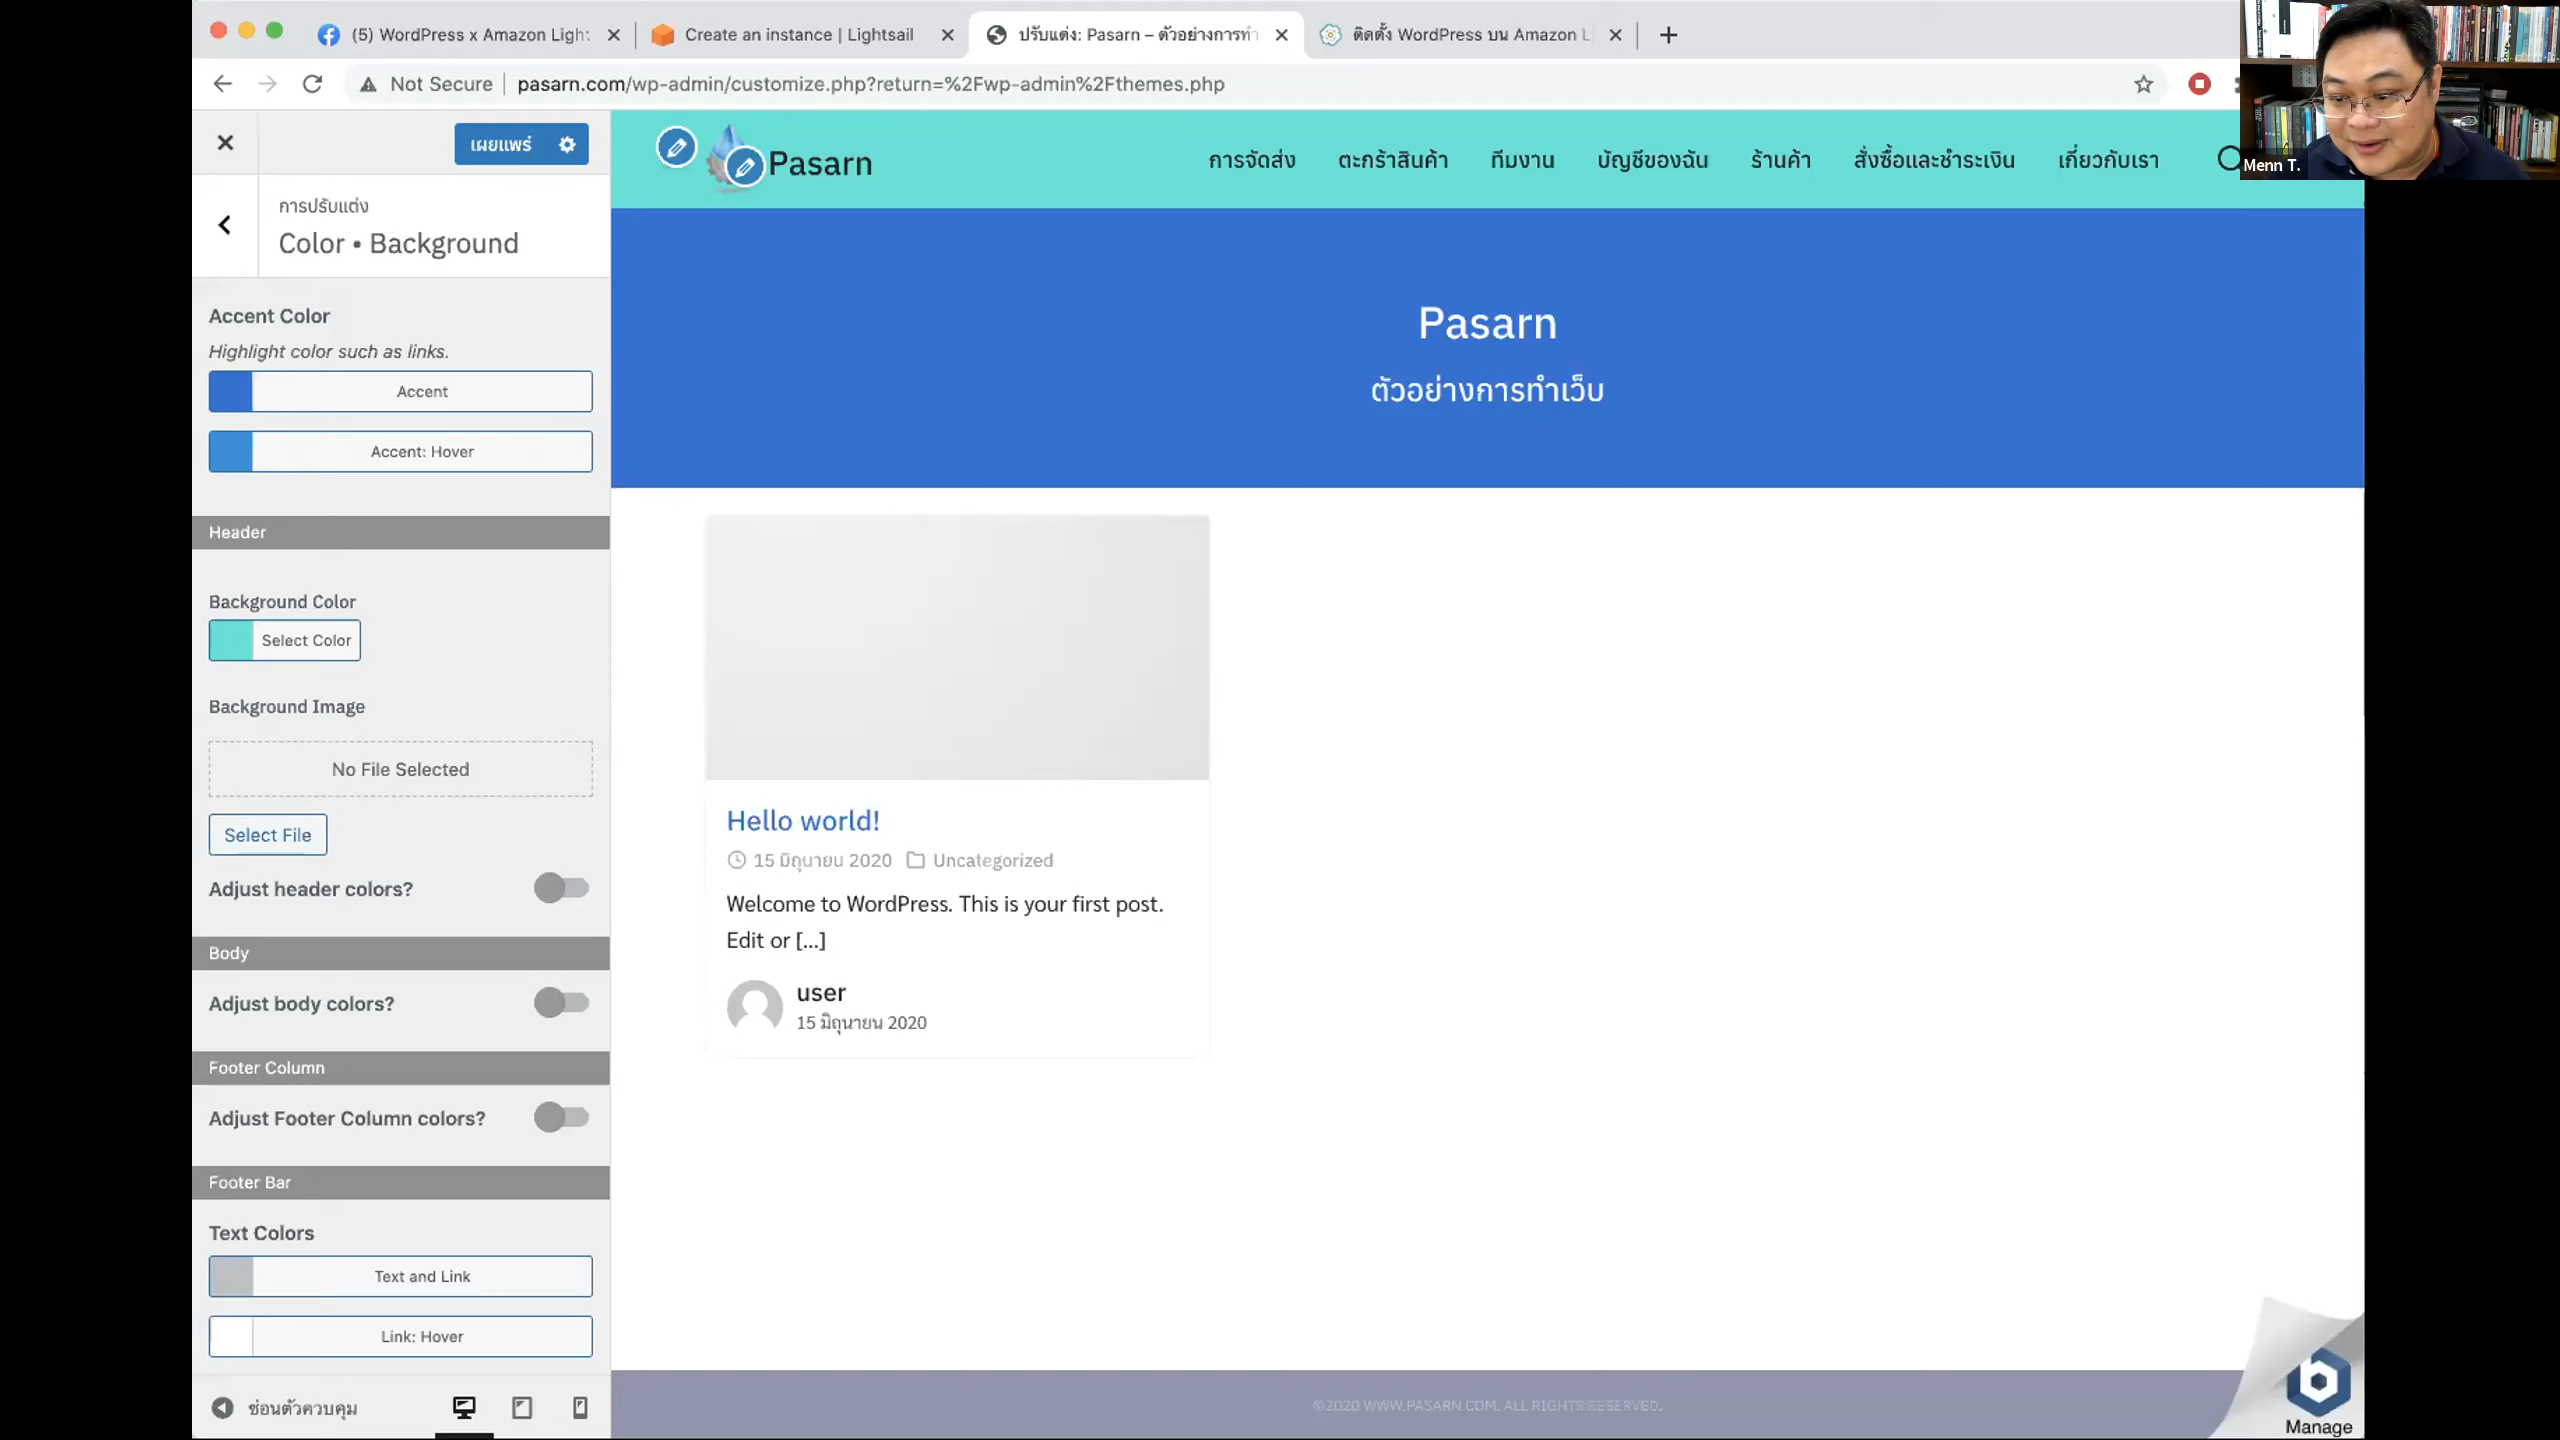 (5) WordPress x Amazon Ligh
Create an instance | Lightsail
ปรับแต่ง: Pasarn – ตัวอย่างการทำ
ติดตั้ง WordPress บน Amazon L
Not Secure
pasarn.com/wp-admin/customize.php?return=%2Fwp-admin%2Fthemes.php
Menn T.
เผยแพร่
การปรับแต่ง
Color • Background
Accent Color
Highlight color such as links.
Accent
Accent: Hover
Header
Background Color
Select Color
Background Image
No File Selected
Select File
Adjust header colors?
Body
Adjust body colors?
Footer Column
Adjust Footer Column colors?
Footer Bar
Text Colors
Text and Link
Link: Hover
ซ่อนตัวควบคุม
Pasarn
การจัดส่ง ตะกร้าสินค้า ทีมงาน บัญชีของฉัน ร้านค้า สั่งซื้อและชำระเงิน เกี่ยวกับเรา
Pasarn
ตัวอย่างการทำเว็บ
Hello world!
15 มิถุนายน 2020 Uncategorized
Welcome to WordPress. This is your first post.
Edit or [...]
user
15 มิถุนายน 2020
©2020 WWW.PASARN.COM. ALL RIGHTS RESERVED.
Manage